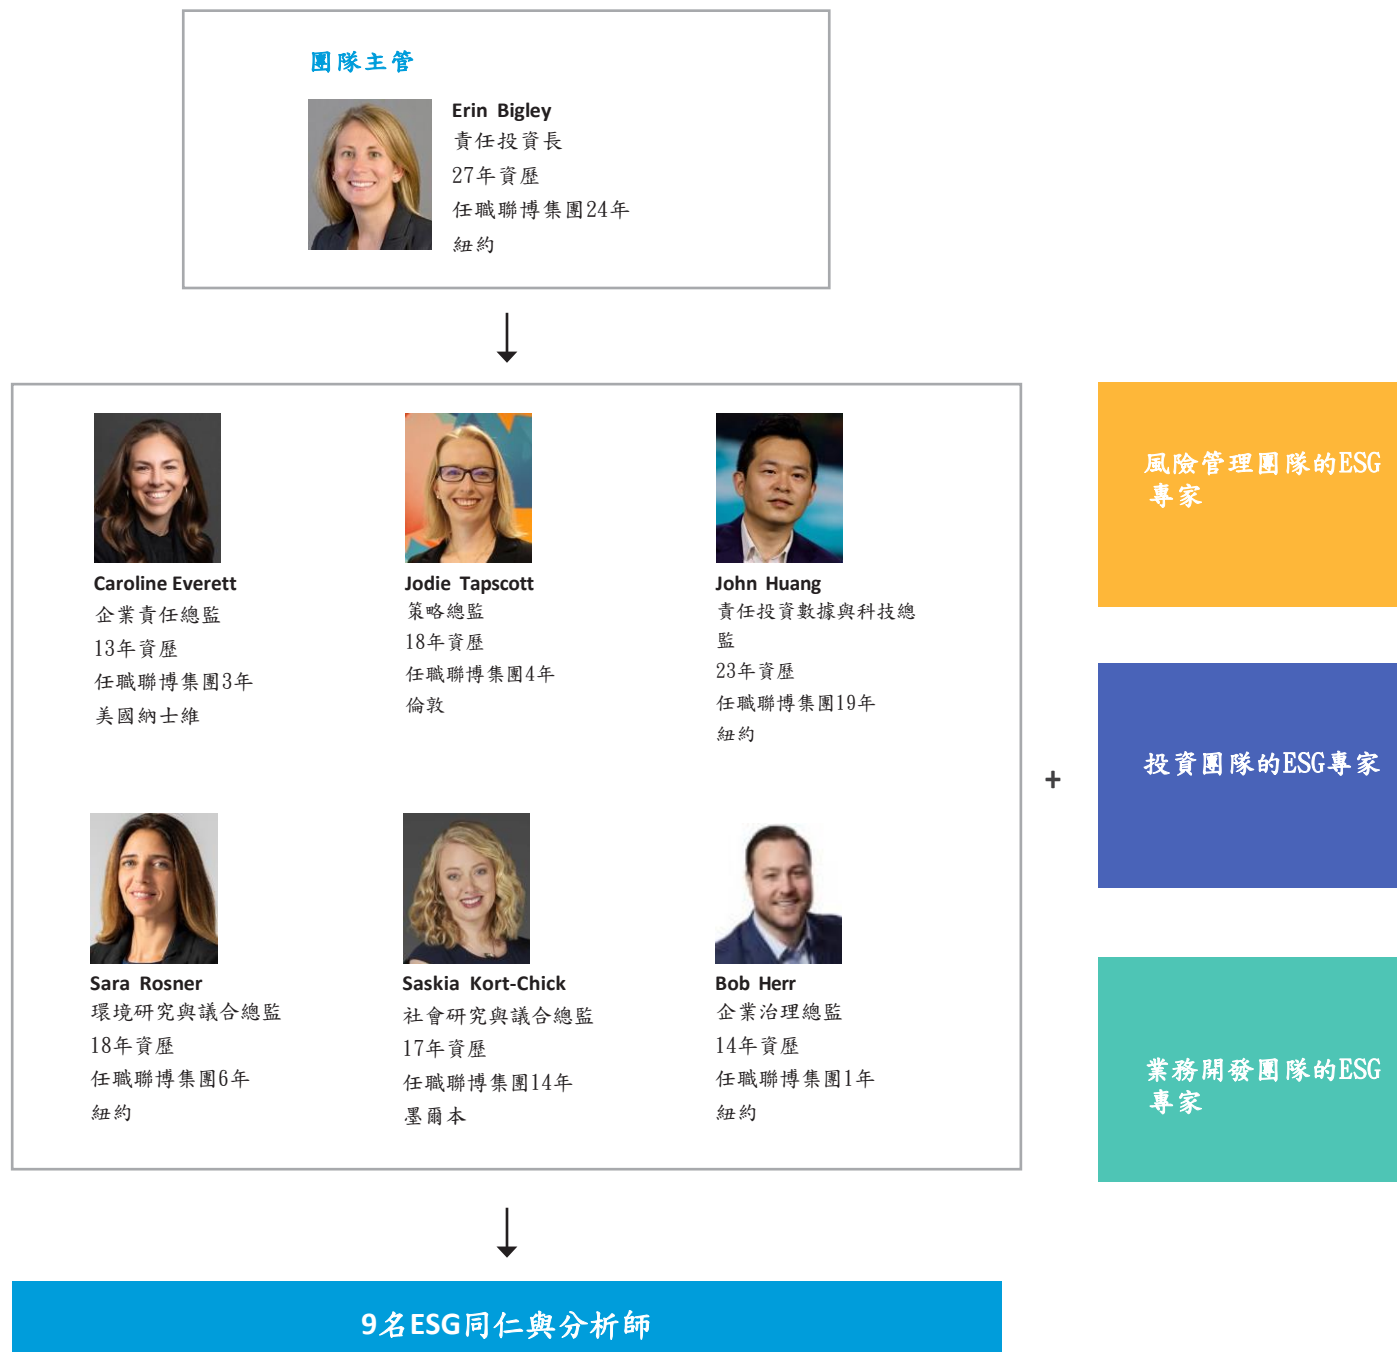 團隊主管
Erin Bigley
責任投資長
27年資歷
任職聯博集團24年
紐約
Caroline Everett
企業責任總監
13年資歷
任職聯博集團3年
美國納士維
Jodie Tapscott
策略總監
18年資歷
任職聯博集團4年
倫敦
John Huang
責任投資數據與科技總
監
23年資歷
任職聯博集團19年
紐約
Sara Rosner
環境研究與議合總監
18年資歷
任職聯博集團6年
紐約
Saskia Kort-Chick
社會研究與議合總監
17年資歷
任職聯博集團14年
墨爾本
Bob Herr
企業治理總監
14年資歷
任職聯博集團1年
紐約
+
風險管理團隊的ESG
專家
投資團隊的ESG專家
業務開發團隊的ESG
專家
9名ESG同仁與分析師